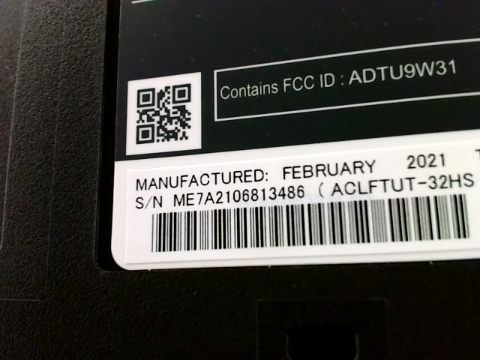 Contains FCC ID : ADTU9W31
MANUFACTURED: FEBRUARY 2021
S/N ME7A2106813486 ( ACLFTUT-32HS